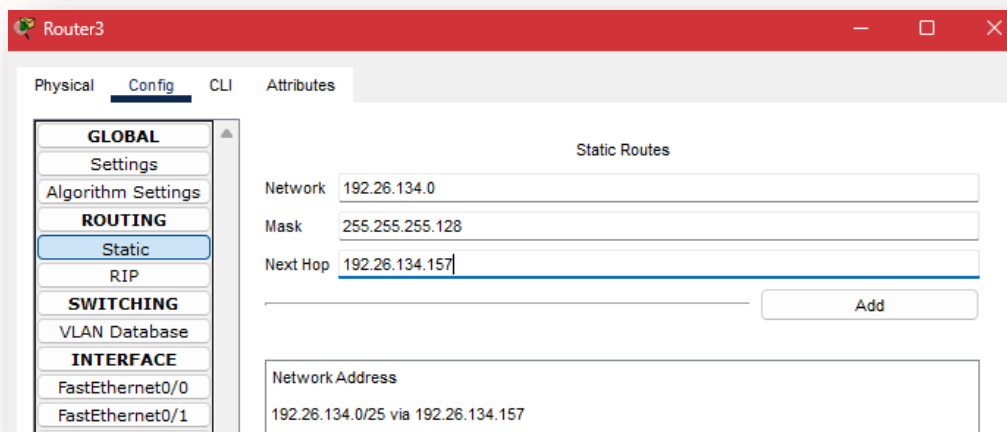 Router3
Physical Config CLI Attributes
GLOBAL
Settings
Algorithm Settings
ROUTING
Static
RIP
SWITCHING
VLAN Database
INTERFACE
FastEthernet0/0
FastEthernet0/1
Static Routes
Network 192.26.134.0
Mask 255.255.255.128
Next Hop 192.26.134.157
Add
Network Address
192.26.134.0/25 via 192.26.134.157